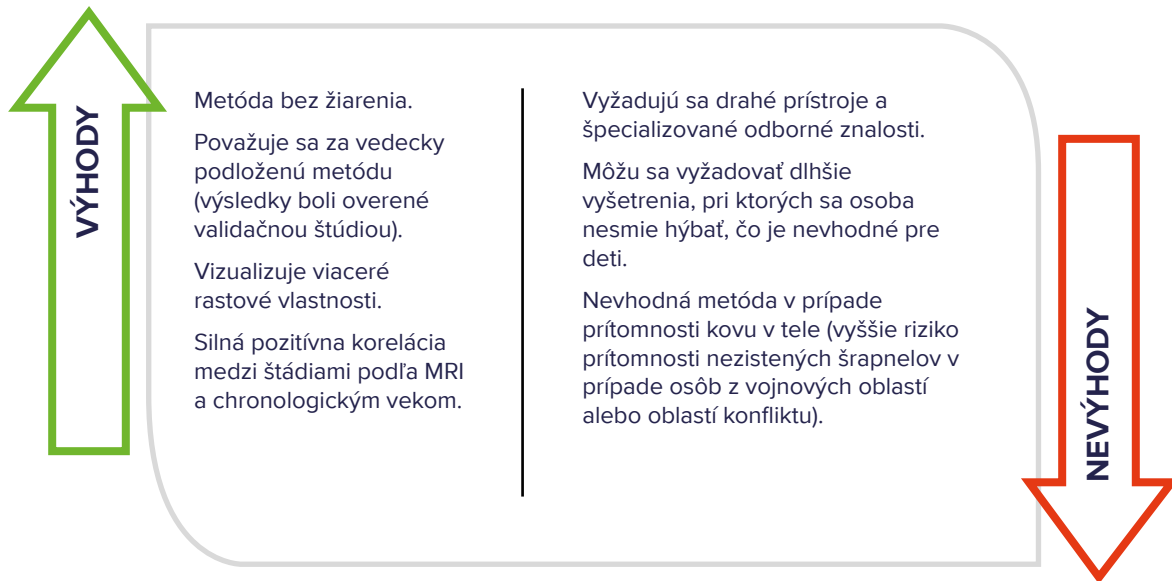 VÝHODY
Metóda bez žiarenia.
Považuje sa za vedecky
podloženú metódu
(výsledky boli overené
validačnou štúdiou).
Vizualizuje viaceré
rastové vlastnosti.
Silná pozitívna korelácia
medzi štádiami podľa MRI
a chronologickým vekom.
Vyžadujú sa drahé prístroje a
špecializované odborné znalosti.
Môžu sa vyžadovať dlhšie
vyšetrenia, pri ktorých sa osoba
nesmie hýbať, čo je nevhodné pre
deti.
Nevhodná metóda v prípade
prítomnosti kovu v tele (vyššie riziko
prítomnosti nezistených šrapnelov v
prípade osôb z vojnových oblastí
alebo oblastí konfliktu).
NEVÝHODY